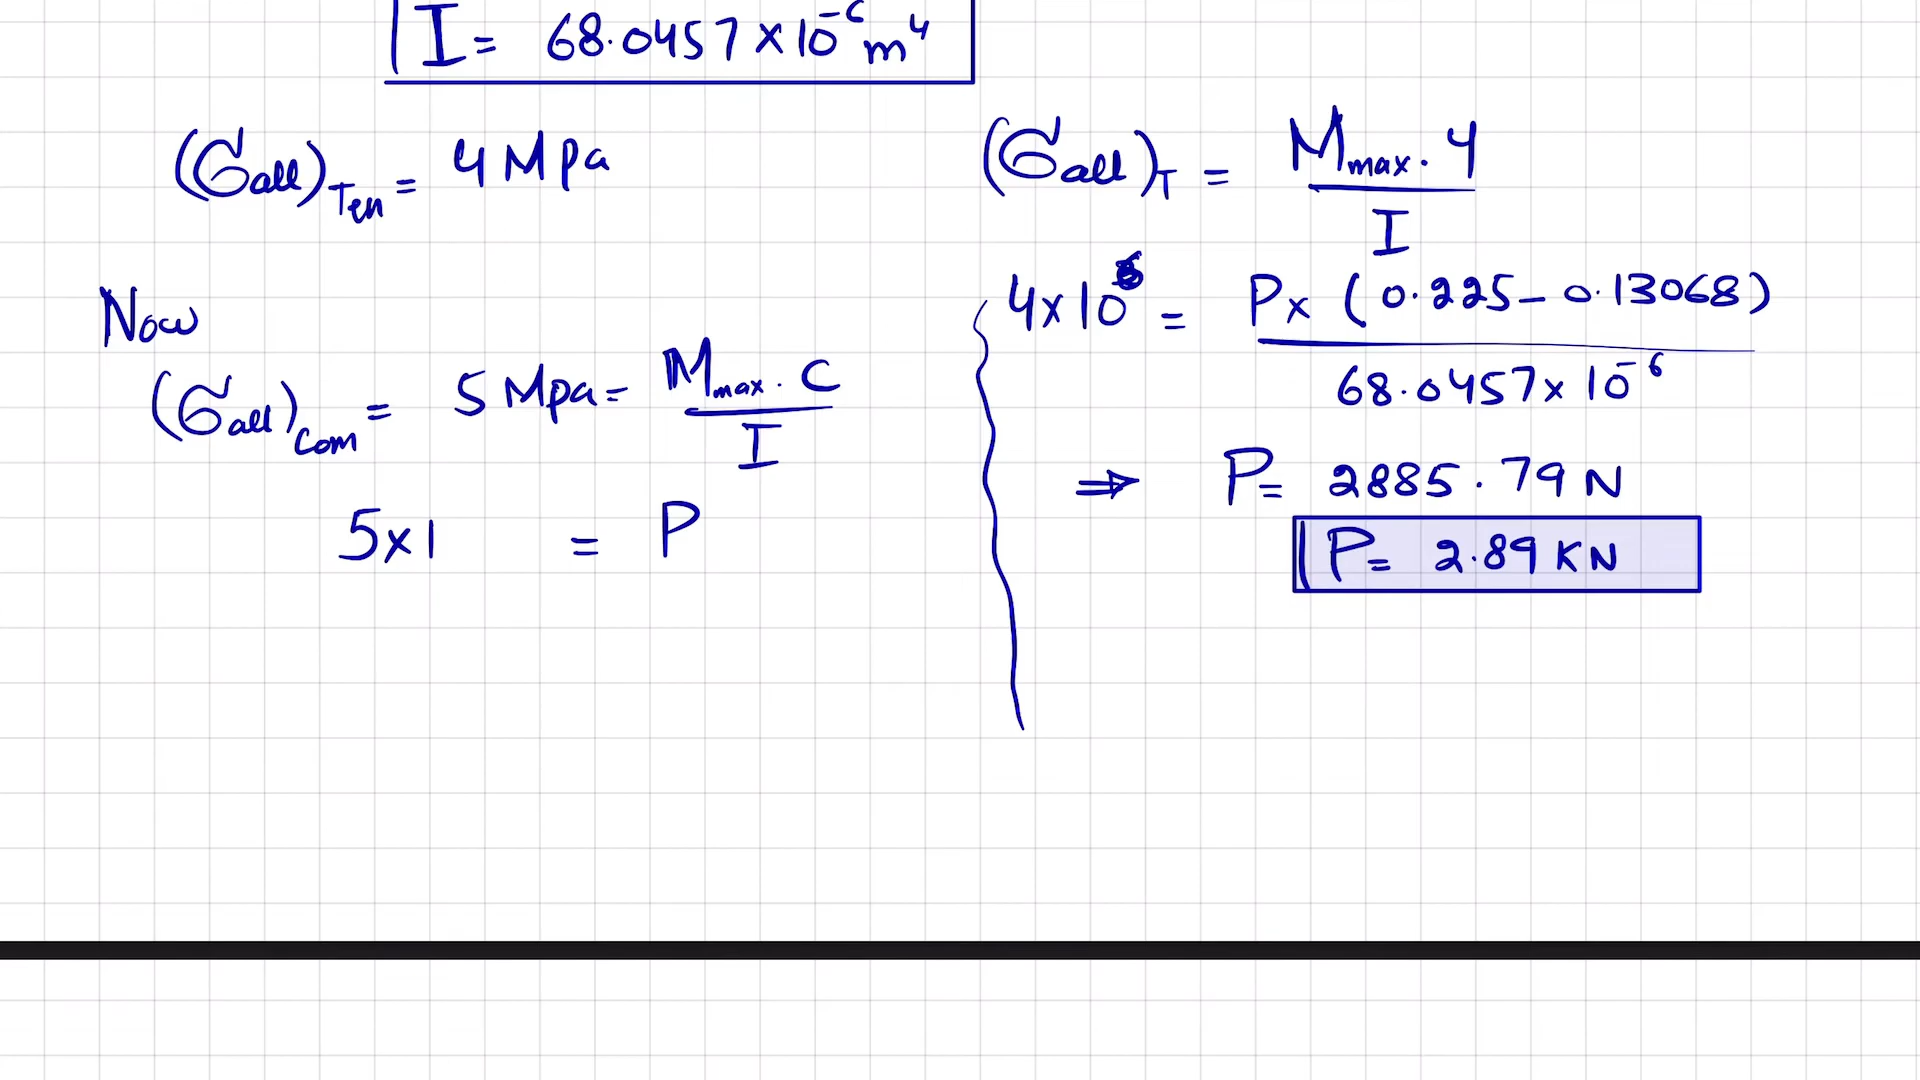 I = 68.0457 × 10⁻⁶ m⁴
(σall)Ten = 4 MPa
Now
(σall)com = 5 MPa = Mmax . C / I
5×1 = P
(σall)T = Mmax . y / I
4×10⁶ = P× (0.225 - 0.13068) / 68.0457× 10⁻⁶
⇒ P = 2885.79 N
P = 2.89 KN